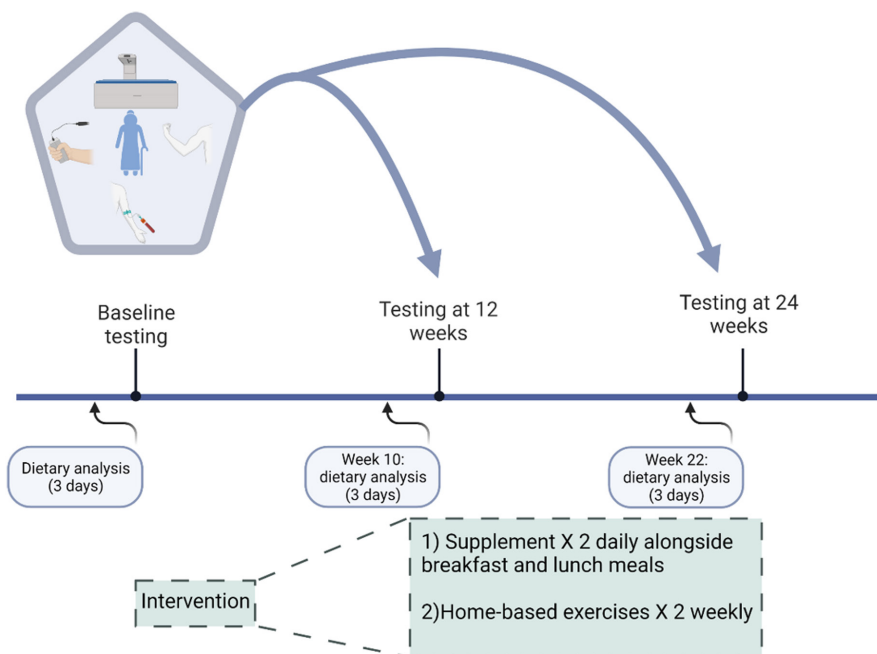 Baseline
testing
Testing at 12
weeks
Testing at 24
weeks
Dietary analysis
(3 days)
Week 10:
dietary analysis
(3 days)
Week 22:
dietary analysis
(3 days)
Intervention
1) Supplement X 2 daily alongside
breakfast and lunch meals
2)Home-based exercises X 2 weekly